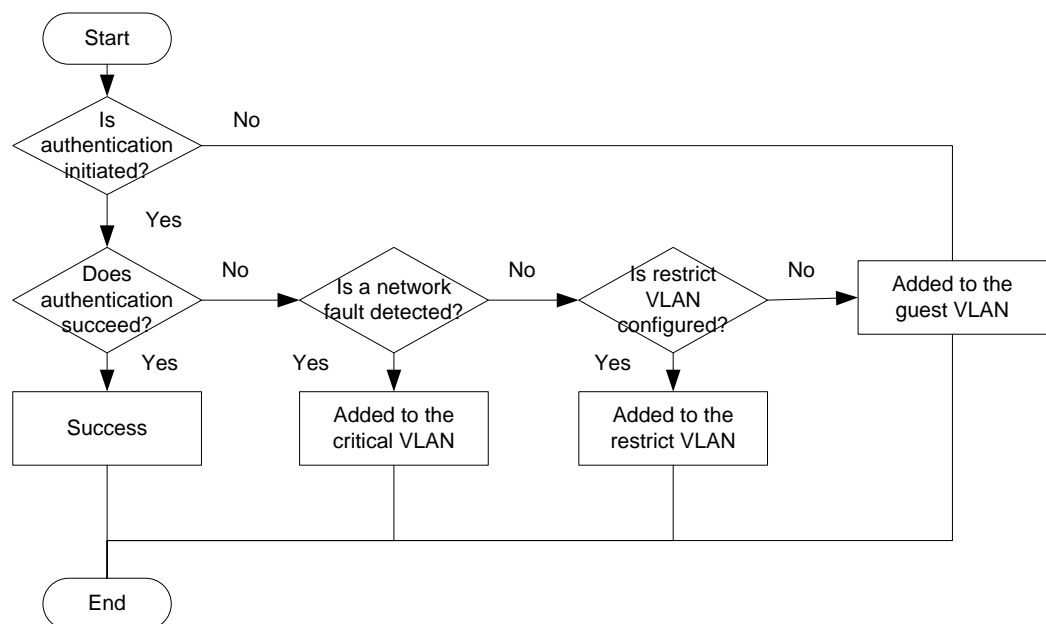 Start
Is
authentication
initiated?
No
Yes
Does
authentication
succeed?
No
Is a network
fault detected?
No
Is restrict
VLAN
configured?
No
Added to the
guest VLAN
Yes
Yes
Yes
Success
Added to the
critical VLAN
Added to the
restrict VLAN
End